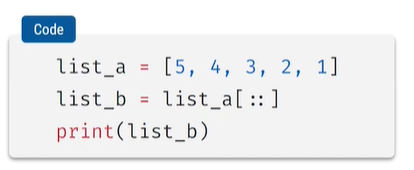 Code
list_a = [5, 4, 3, 2, 1]
list_b = list_a[::]
print(list_b)